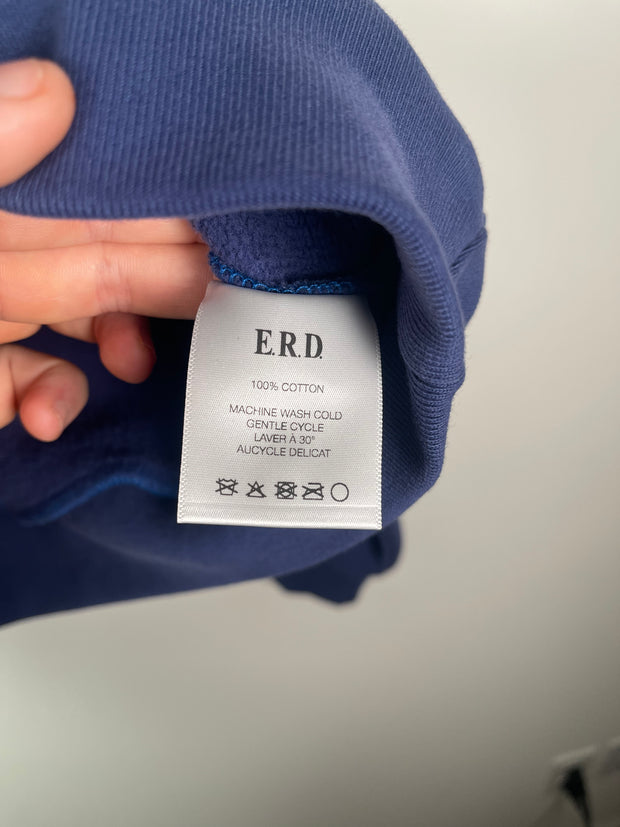 E.R.D.
100% COTTON
MACHINE WASH COLD
GENTLE CYCLE
LAVER À 30°
AUCYCLE DELICAT